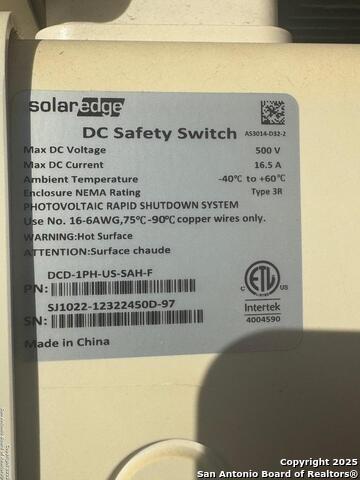 solaredge
DC Safety Switch AS3014-D32-2
Max DC Voltage 500 V
Max DC Current 16.5 A
Ambient Temperature -40℃ to +60℃
Enclosure NEMA Rating Type 3R
PHOTOVOLTAIC RAPID SHUTDOWN SYSTEM
Use No. 16-6AWG,75℃-90℃ copper wires only.
WARNING:Hot Surface
ATTENTION:Surface chaude
DCD-1PH-US-SAH-F
PN:
SJ1022-12322450D-97
SN:
Made in China
C ETL US
Intertek
4004590
Copyright 2025
San Antonio Board of Realtors®